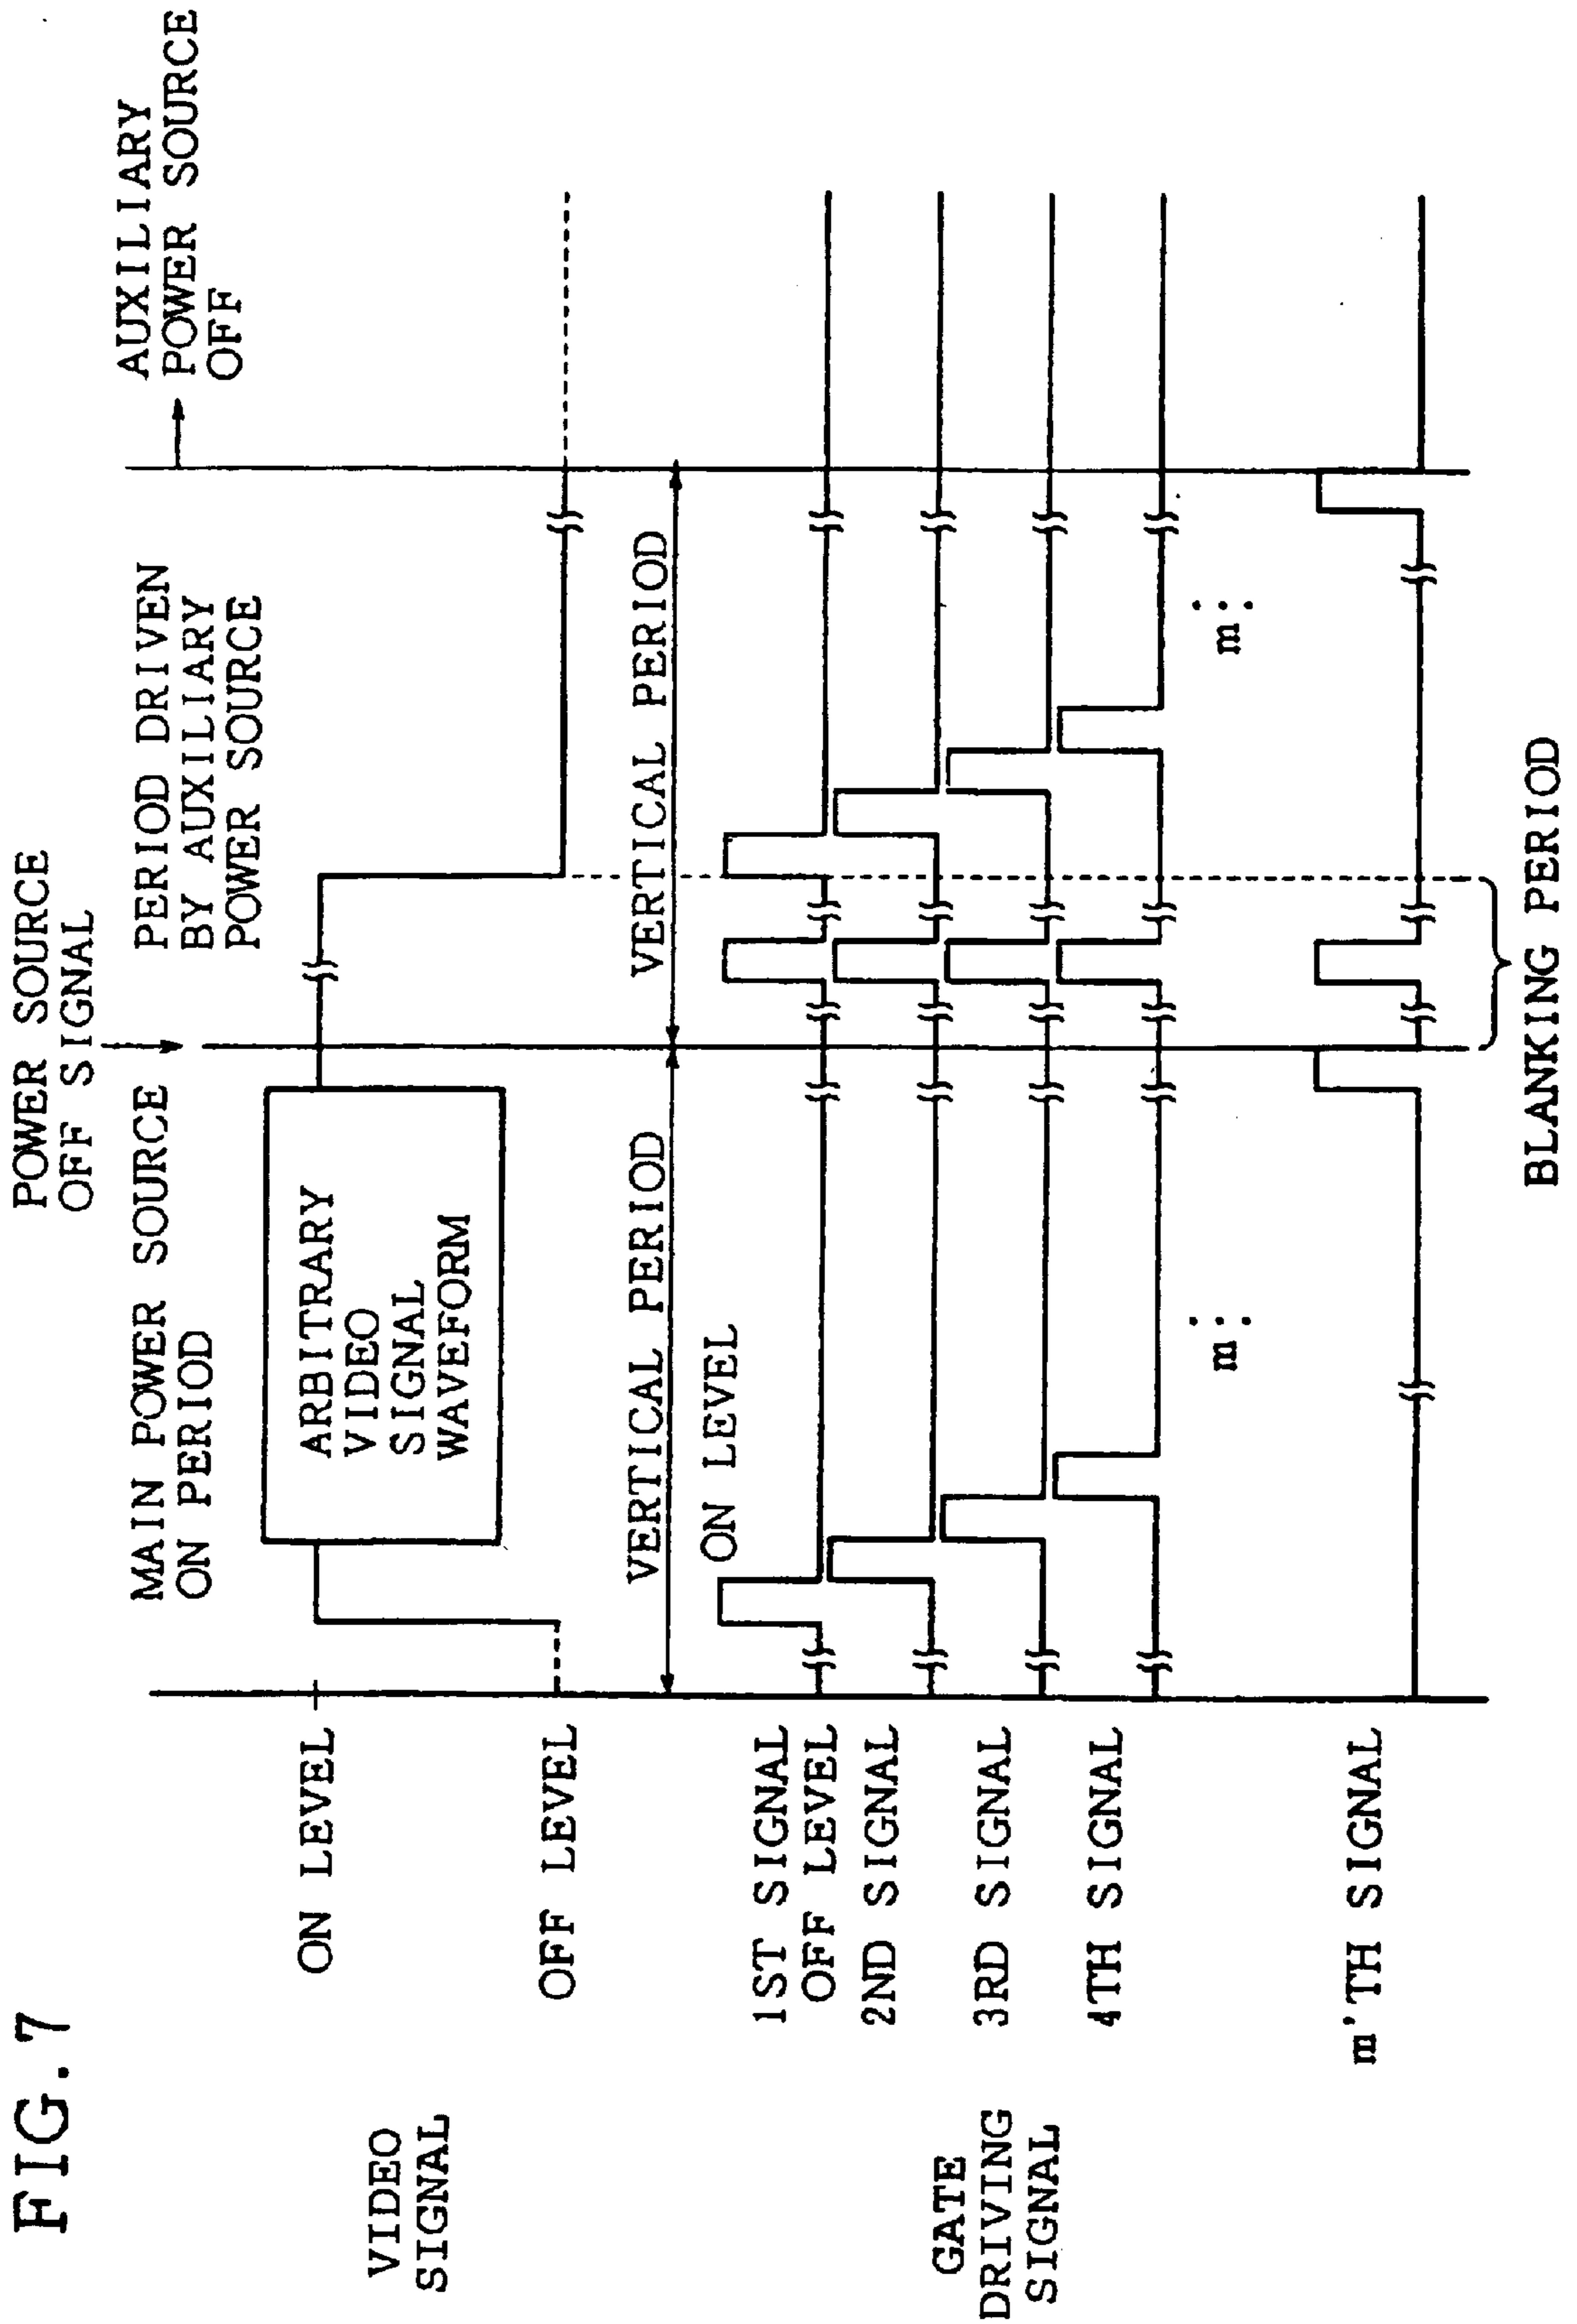 FIG.7
POWER SOURCE
OFF SIGNAL
MAIN POWER SOURCE
ON PERIOD
PERIOD DRIVEN
BY AUXILIARY
POWER SOURCE
AUXILIARY
POWER SOURCE
OFF
VIDEO
SIGNAL
ON LEVEL
OFF LEVEL
ARBITRARY
VIDEO
SIGNAL
WAVEFORM
VERTICAL PERIOD
VERTICAL PERIOD
ON LEVEL
GATE
DRIVING
SIGNAL
1ST SIGNAL
OFF LEVEL
2ND SIGNAL
3RD SIGNAL
4TH SIGNAL
m
m
m'TH SIGNAL
BLANKING PERIOD